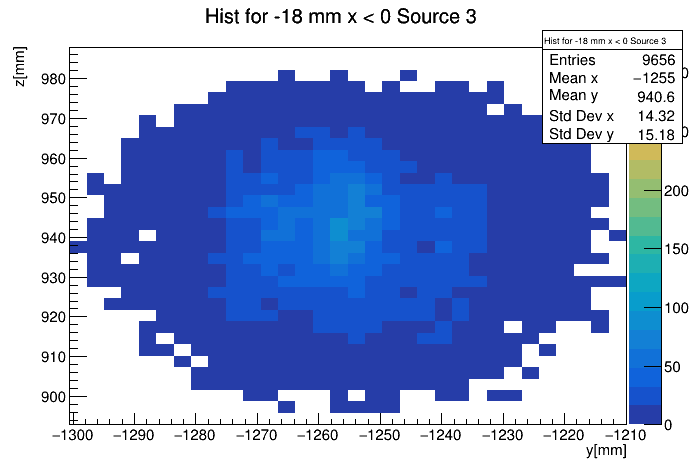 Hist for -18 mm x < 0 Source 3
Hist for -18 mm x < 0 Source 3
Entries 9656
Mean x −1255
Mean y 940.6
Std Dev x 14.32
Std Dev y 15.18
z[mm]
980
970
960
950
940
930
920
910
900
−1300 −1290 −1280 −1270 −1260 −1250 −1240 −1230 −1220 −1210
y[mm]
200
150
100
50
0